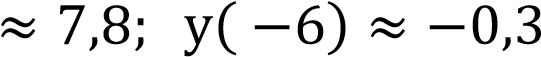 ≈ 7,8; y( −6) ≈ −0,3